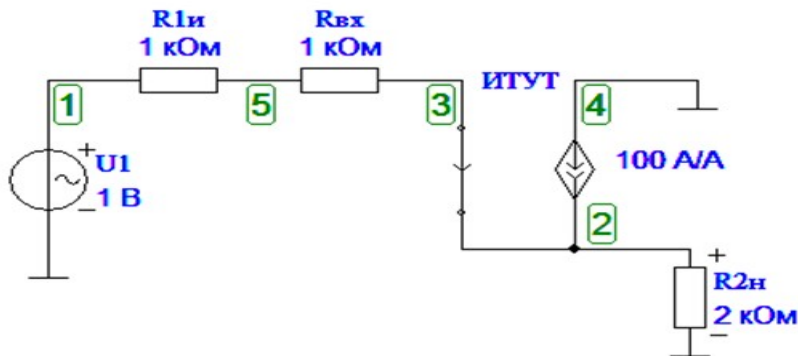 R1и
1 кОм
Rвх
1 кОм
ИТУТ
1
5
3
4
100 А/А
U1
1 В
2
R2н
2 кОм